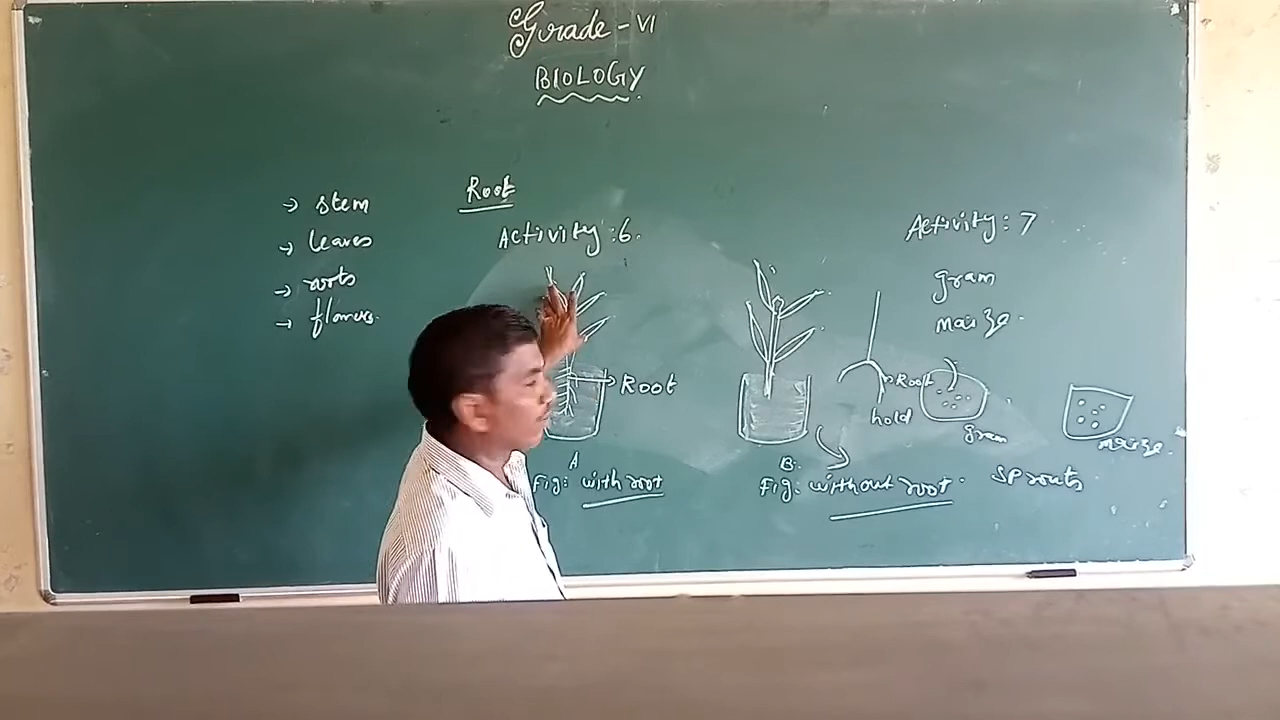 Grade - VI
BIOLOGY
→ stem
→ leaves
→ roots
→ flowers.
Root
Activity : 6.
Root
A
Fig: with root
B.
Fig: without root.
Root
hold
Activity : 7
gram
maize.
gram
maize.
Sprouts